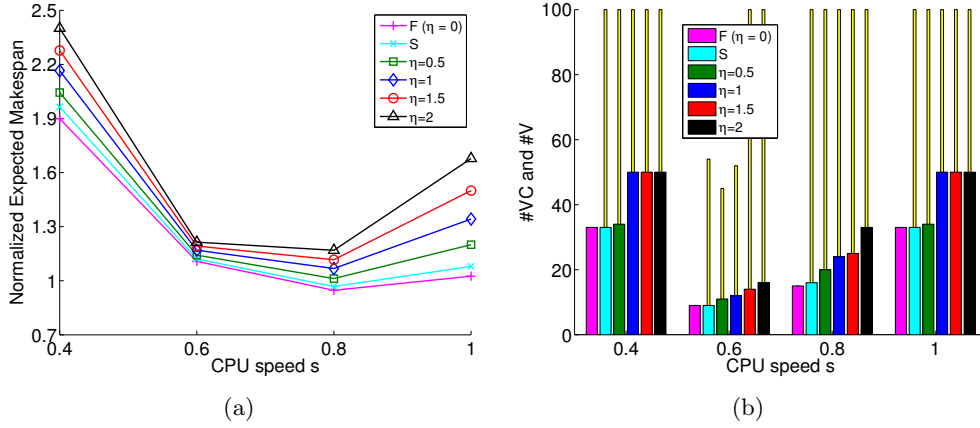 2.5
2.2
1.9
1.6
1.3
1
0.7
0.4
0.6
0.8
1
Normalized Expected Makespan
CPU speed s
F (η = 0)
S
η=0.5
η=1
η=1.5
η=2
(a)
100
80
60
40
20
0
0.4
0.6
0.8
1
#VC and #V
CPU speed s
F (η = 0)
S
η=0.5
η=1
η=1.5
η=2
(b)